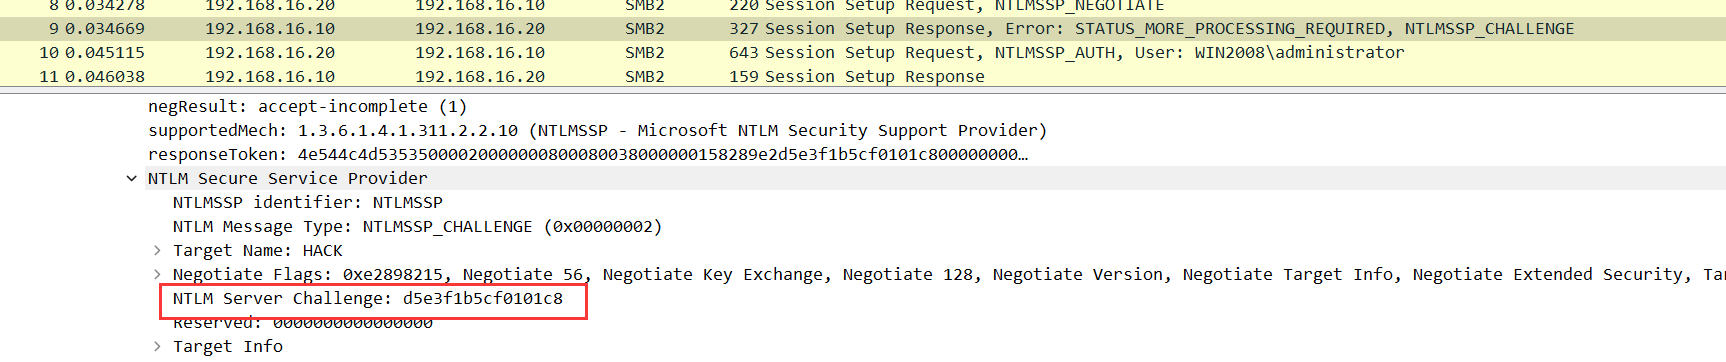 8 0.034278 192.168.16.20 192.168.16.10 SMB2 220 Session Setup Request, NTLMSSP_NEGOTIATE
9 0.034669 192.168.16.10 192.168.16.20 SMB2 327 Session Setup Response, Error: STATUS_MORE_PROCESSING_REQUIRED, NTLMSSP_CHALLENGE
10 0.045115 192.168.16.20 192.168.16.10 SMB2 643 Session Setup Request, NTLMSSP_AUTH, User: WIN2008\administrator
11 0.046038 192.168.16.10 192.168.16.20 SMB2 159 Session Setup Response
negResult: accept-incomplete (1)
supportedMech: 1.3.6.1.4.1.311.2.2.10 (NTLMSSP - Microsoft NTLM Security Support Provider)
responseToken: 4e544c4d53535000020000000800080038000000158289e2d5e3f1b5cf0101c800000000…
NTLM Secure Service Provider
NTLMSSP identifier: NTLMSSP
NTLM Message Type: NTLMSSP_CHALLENGE (0x00000002)
Target Name: HACK
Negotiate Flags: 0xe2898215, Negotiate 56, Negotiate Key Exchange, Negotiate 128, Negotiate Version, Negotiate Target Info, Negotiate Extended Security, Ta
NTLM Server Challenge: d5e3f1b5cf0101c8
Reserved: 0000000000000000
Target Info